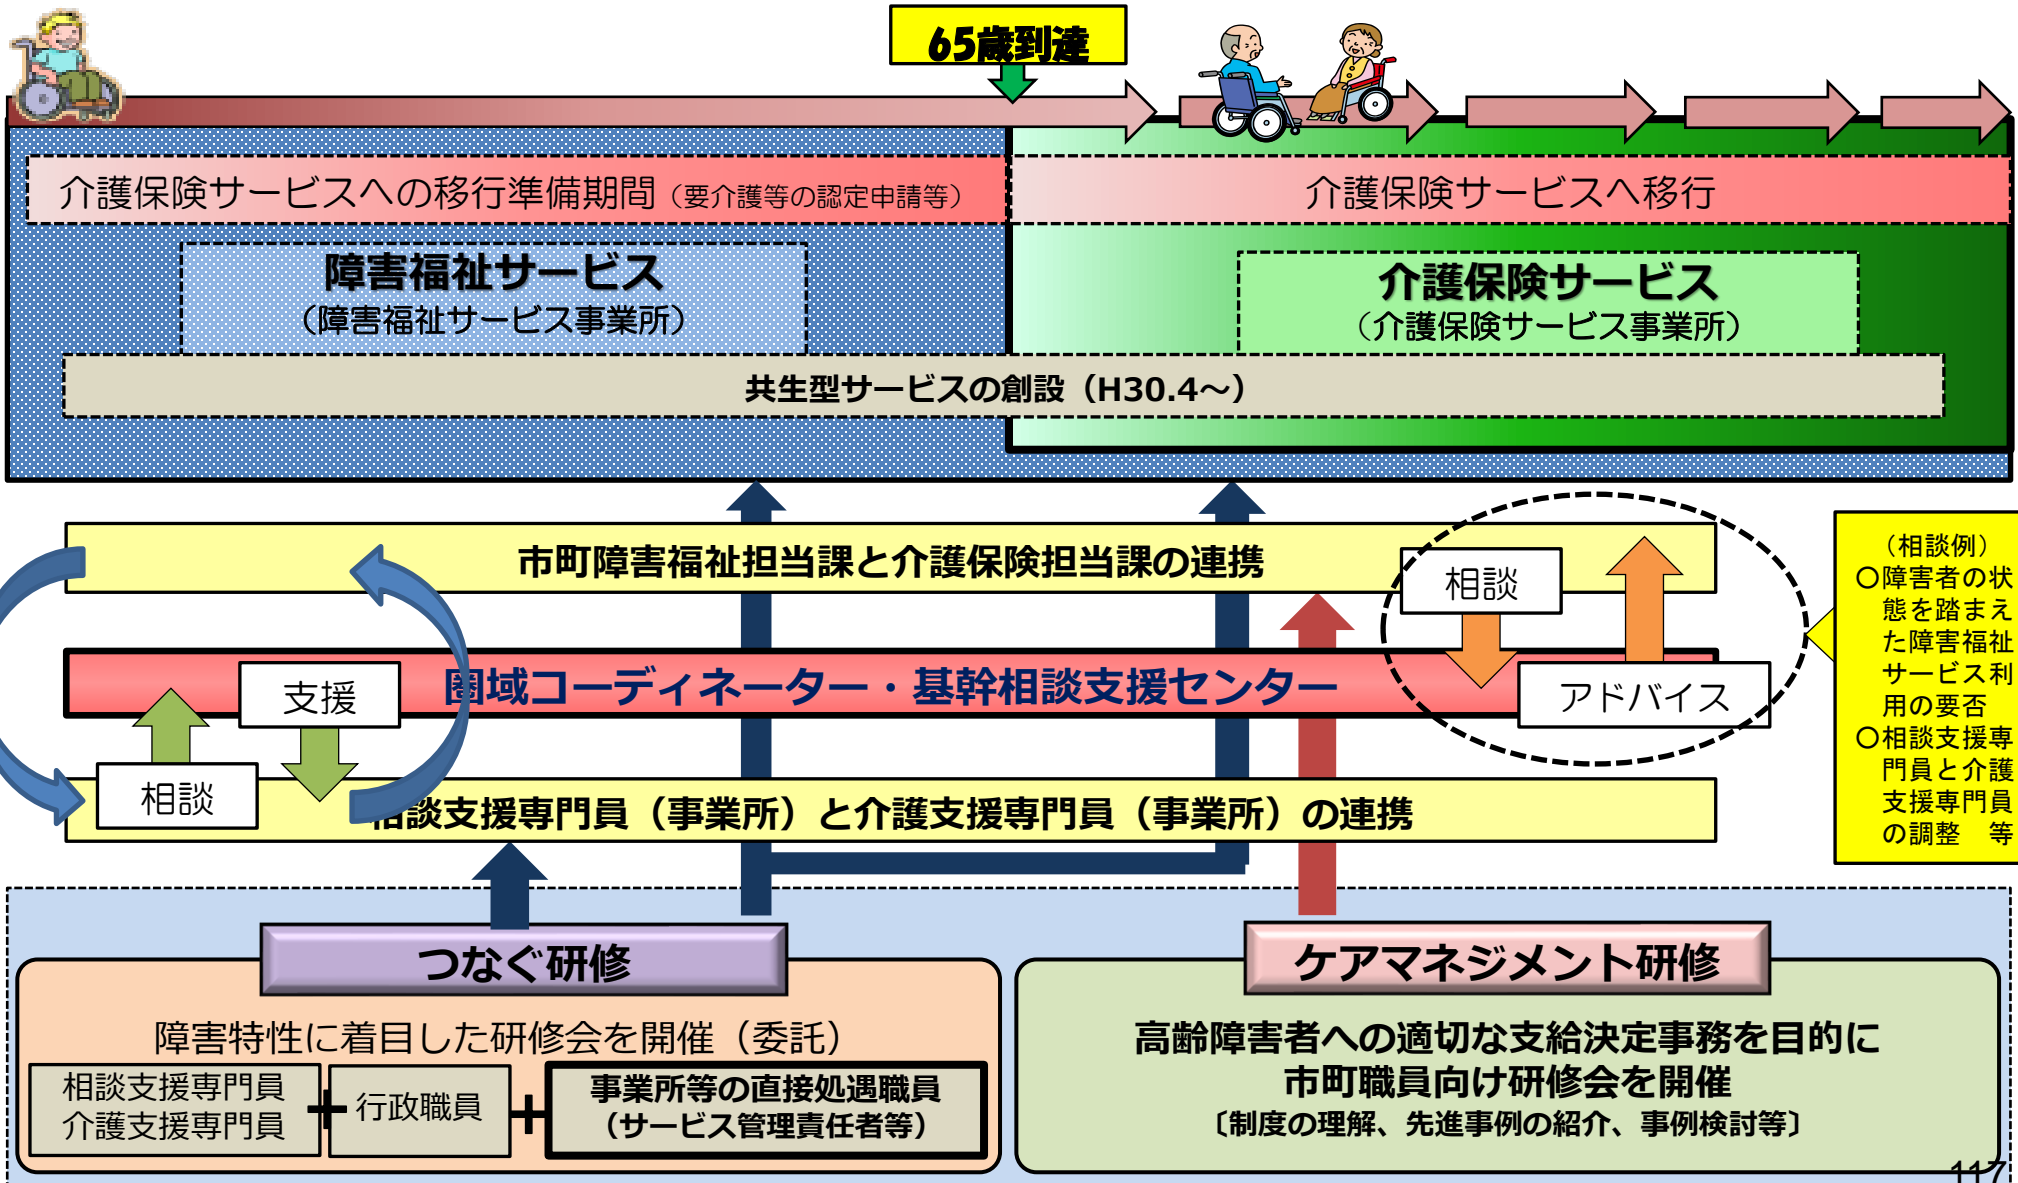 65歳到達
介護保険サービスへの移行準備期間（要介護等の認定申請等）
介護保険サービスへ移行
障害福祉サービス
（障害福祉サービス事業所）
介護保険サービス
（介護保険サービス事業所）
共生型サービスの創設（H30.4～）
市町障害福祉担当課と介護保険担当課の連携
相談
アドバイス
（相談例）
〇障害者の状
態を踏まえ
た障害福祉
サービス利
用の要否
〇相談支援専
門員と介護
支援専門員
の調整　等
圏域コーディネーター・基幹相談支援センター
支援
相談
相談支援専門員（事業所）と介護支援専門員（事業所）の連携
つなぐ研修
障害特性に着目した研修会を開催（委託）
相談支援専門員
介護支援専門員
＋
行政職員
＋
事業所等の直接処遇職員
（サービス管理責任者等）
ケアマネジメント研修
高齢障害者への適切な支給決定事務を目的に
市町職員向け研修会を開催
〔制度の理解、先進事例の紹介、事例検討等〕
117